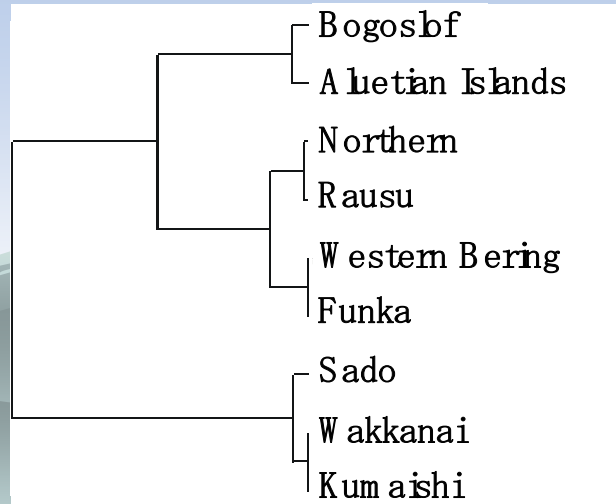 Bogoslof
Aluetian Islands
Northern
Rausu
Western Bering
Funka
Sado
Wakkanai
Kumaishi